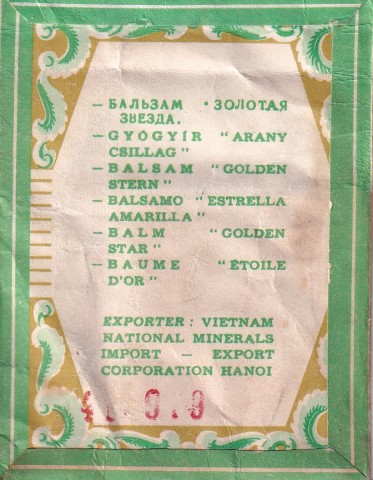 — БАЛЬЗАМ "ЗОЛОТАЯ
ЗВЕЗДА.
— GYÓGYÍR "ARANY
CSILLAG"
— BALSAM "GOLDEN
STERN"
— BALSAMO "ESTRELLA
AMARILLA"
— BALM "GOLDEN
STAR"
— BAUME "ÉTOILE
D'OR"
EXPORTER: VIETNAM
NATIONAL MINERALS
IMPORT — EXPORT
CORPORATION HANOI